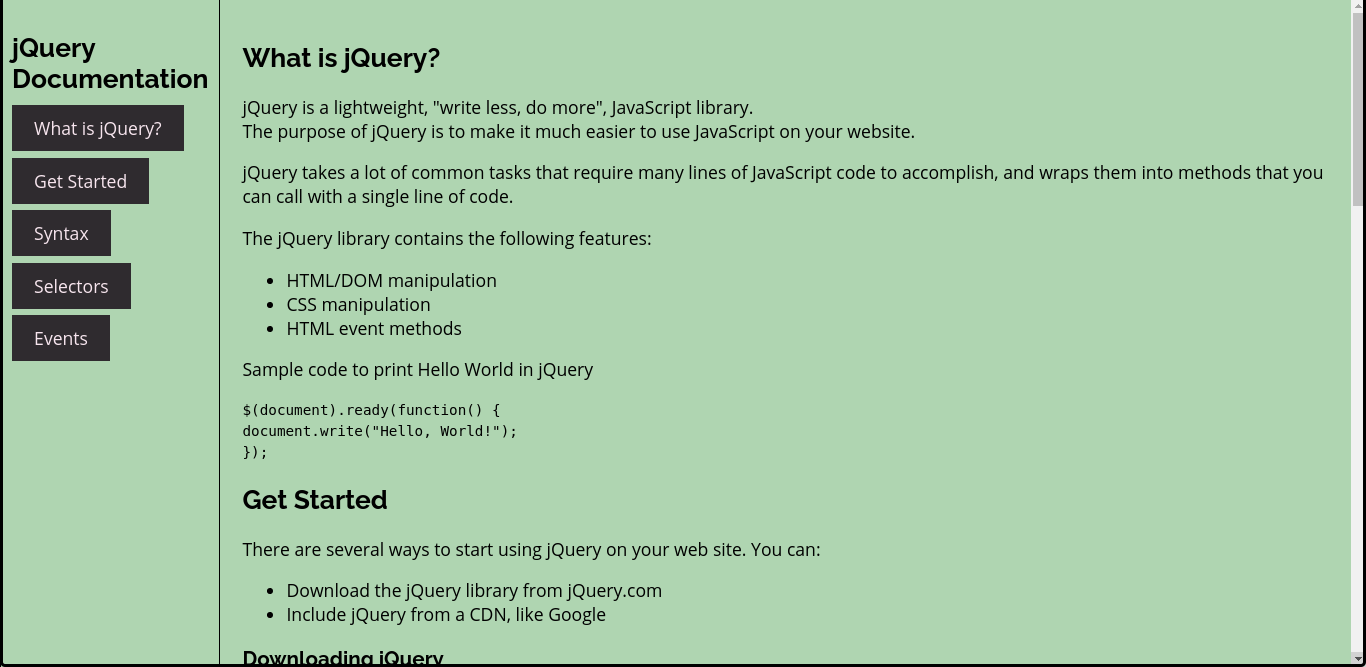 jQuery
Documentation
What is jQuery?
Get Started
Syntax
Selectors
Events
What is jQuery?
jQuery is a lightweight, "write less, do more", JavaScript library.
The purpose of jQuery is to make it much easier to use JavaScript on your website.
jQuery takes a lot of common tasks that require many lines of JavaScript code to accomplish, and wraps them into methods that you
can call with a single line of code.
The jQuery library contains the following features:
• HTML/DOM manipulation
• CSS manipulation
• HTML event methods
Sample code to print Hello World in jQuery
$(document).ready(function() {
document.write("Hello, World!");
});
Get Started
There are several ways to start using jQuery on your web site. You can:
• Download the jQuery library from jQuery.com
• Include jQuery from a CDN, like Google
Downloading jQuery